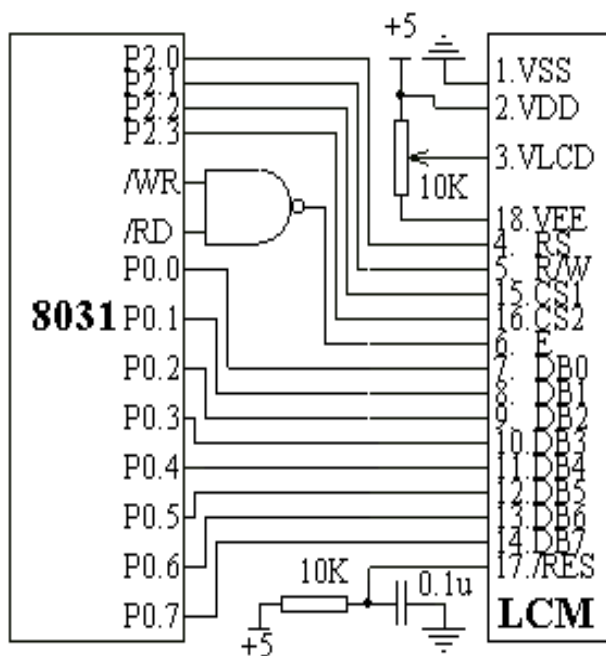 P2.0
P2.1
P2.2
P2.3
/WR
/RD
P0.0
8031
P0.1
P0.2
P0.3
P0.4
P0.5
P0.6
P0.7
+5
10K
10K
0.1u
+5
1.VSS
2.VDD
3.VLCD
18.VEE
4. RS
5. R/W
15.CS1
16.CS2
6. E
7. DB0
8. DB1
9. DB2
10.DB3
11.DB4
12.DB5
13.DB6
14.DB7
17./RES
LCM